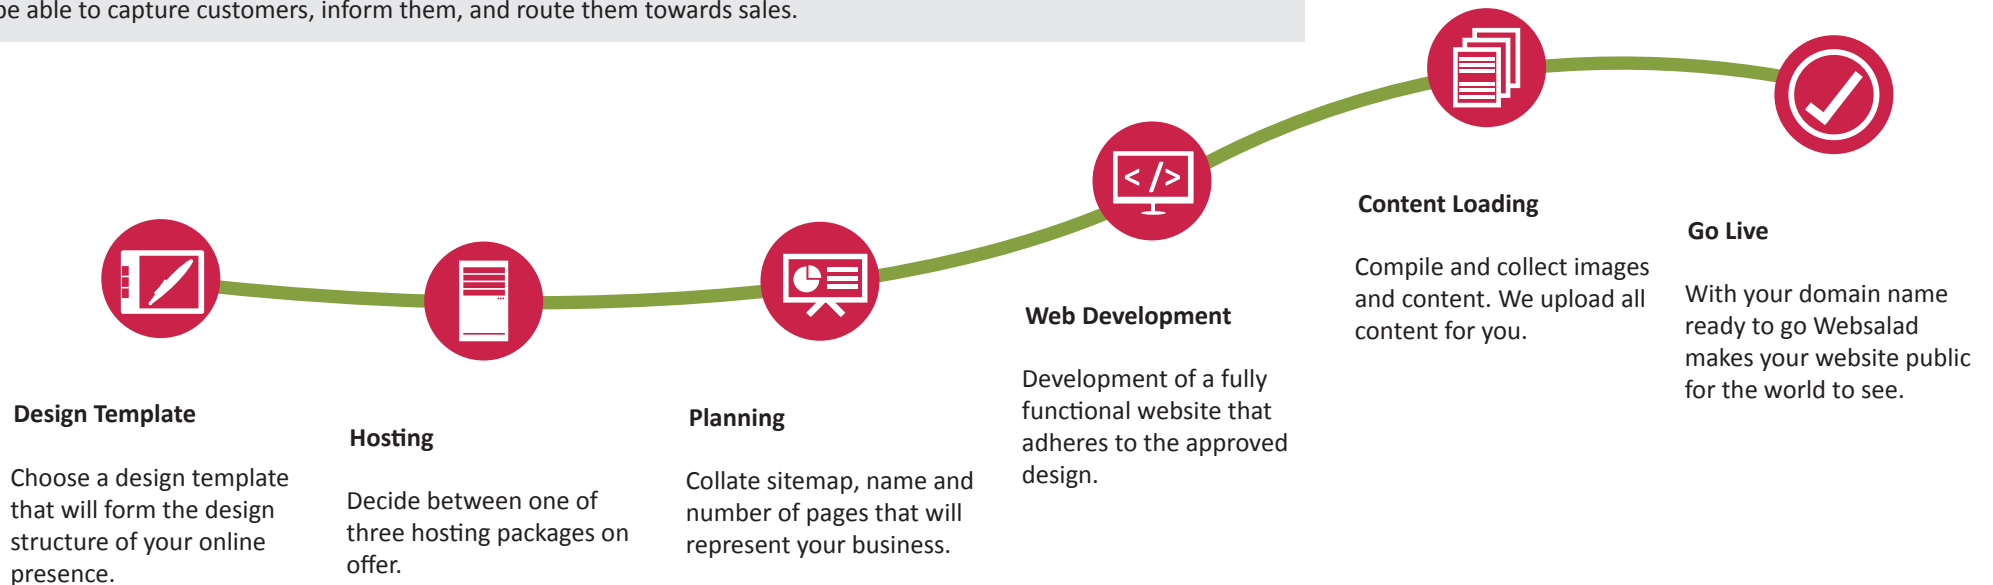 be able to capture customers, inform them, and route them towards sales.
</>
Design Template
Choose a design template
that will form the design
structure of your online
presence.
Hosting
Decide between one of
three hosting packages on
offer.
Planning
Collate sitemap, name and
number of pages that will
represent your business.
Web Development
Development of a fully
functional website that
adheres to the approved
design.
Content Loading
Compile and collect images
and content. We upload all
content for you.
Go Live
With your domain name
ready to go Websalad
makes your website public
for the world to see.